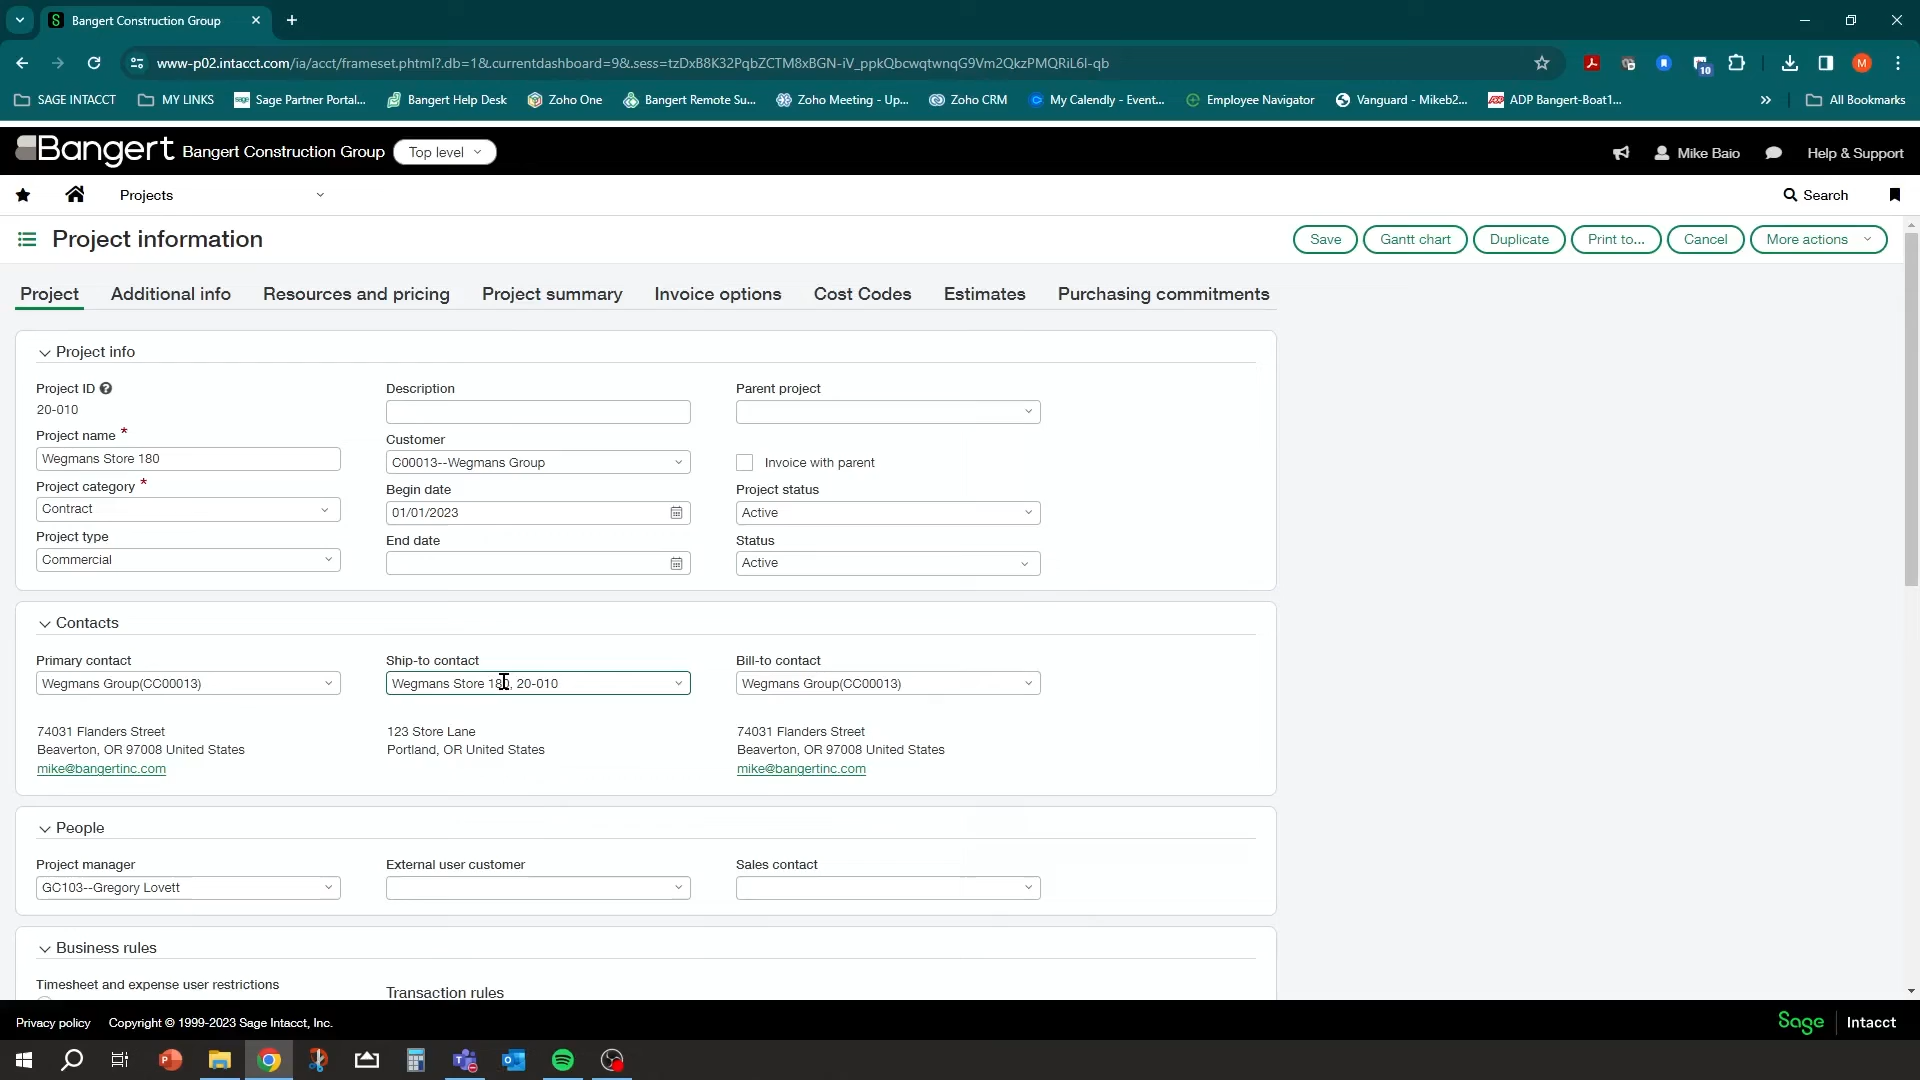 Bangert Construction Group
www-p02.intacct.com/ia/acct/frameset.phtml?.db=1&.currentdashboard=9&.sess=tzDxB8K32PqbZCTM8xBGN-iV_ppkQbcwqtwnqG9Vm2QkzPMQRiL6l-qb
10
M
SAGE INTACCT
MY LINKS
Sage Partner Portal...
Bangert Help Desk
Zoho One
Bangert Remote Su...
Zoho Meeting - Up...
Zoho CRM
My Calendly - Event...
Employee Navigator
Vanguard - Mikeb2...
ADP Bangert-Boat1...
All Bookmarks
Bangert Bangert Construction Group Top level
Mike Baio
Help & Support
Projects
Search
Project information
Save Gantt chart Duplicate Print to... Cancel More actions
Project Additional info Resources and pricing Project summary Invoice options Cost Codes Estimates Purchasing commitments
Project info
Project ID Description Parent project
20-010
Project name * Customer
Wegmans Store 180 C00013--Wegmans Group Invoice with parent
Project category * Begin date Project status
Contract 01/01/2023 Active
Project type End date Status
Commercial Active
Contacts
Primary contact Ship-to contact Bill-to contact
Wegmans Group(CC00013) Wegmans Store 180, 20-010 Wegmans Group(CC00013)
74031 Flanders Street 123 Store Lane 74031 Flanders Street
Beaverton, OR 97008 United States Portland, OR United States Beaverton, OR 97008 United States
mike@bangertinc.com mike@bangertinc.com
People
Project manager External user customer Sales contact
GC103--Gregory Lovett
Business rules
Timesheet and expense user restrictions
Transaction rules
Privacy policy Copyright © 1999-2023 Sage Intacct, Inc.
Sage Intacct